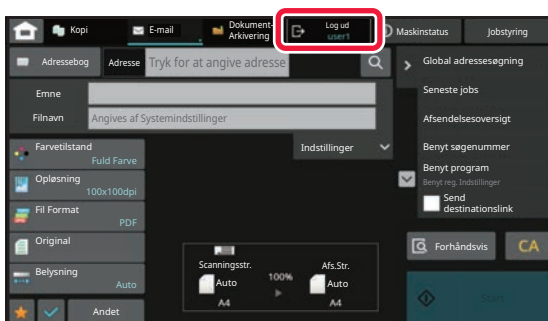 Kopi
E-mail
Dokument-
Arkivering
Log ud
user1
Maskinstatus
Jobstyring
Adressebog
Adresse
Tryk for at angive adresse
Global adressesøgning
Emne
Seneste jobs
Filnavn
Angives af Systemindstillinger
Afsendelsesoversigt
Farvetilstand
Fuld Farve
Indstillinger
Benyt søgenummer
Opløsning
100x100dpi
Benyt program
Benyt reg. Indstillinger
Fil Format
PDF
Send
destinationslink
Original
Forhåndsvis
CA
Belysning
Auto
Scanningsstr.
Auto
A4
100%
Afs.Str.
Auto
A4
Andet
Start